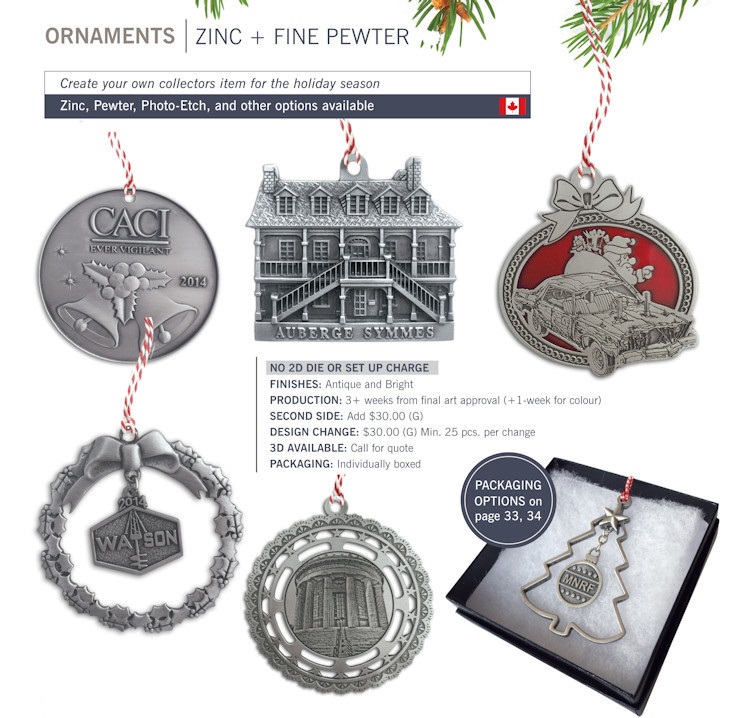 ORNAMENTS | ZINC + FINE PEWTER
Create your own collectors item for the holiday season
Zinc, Pewter, Photo-Etch, and other options available
CACI
EVER VIGILANT
2014
AUBERGE SYMMES
NO 2D DIE OR SET UP CHARGE
FINISHES: Antique and Bright
PRODUCTION: 3+ weeks from final art approval (+1-week for colour)
SECOND SIDE: Add $30.00 (G)
DESIGN CHANGE: $30.00 (G) Min. 25 pcs. per change
3D AVAILABLE: Call for quote
PACKAGING: Individually boxed
2014
WATSON
PACKAGING
OPTIONS on
page 33, 34
MNRF